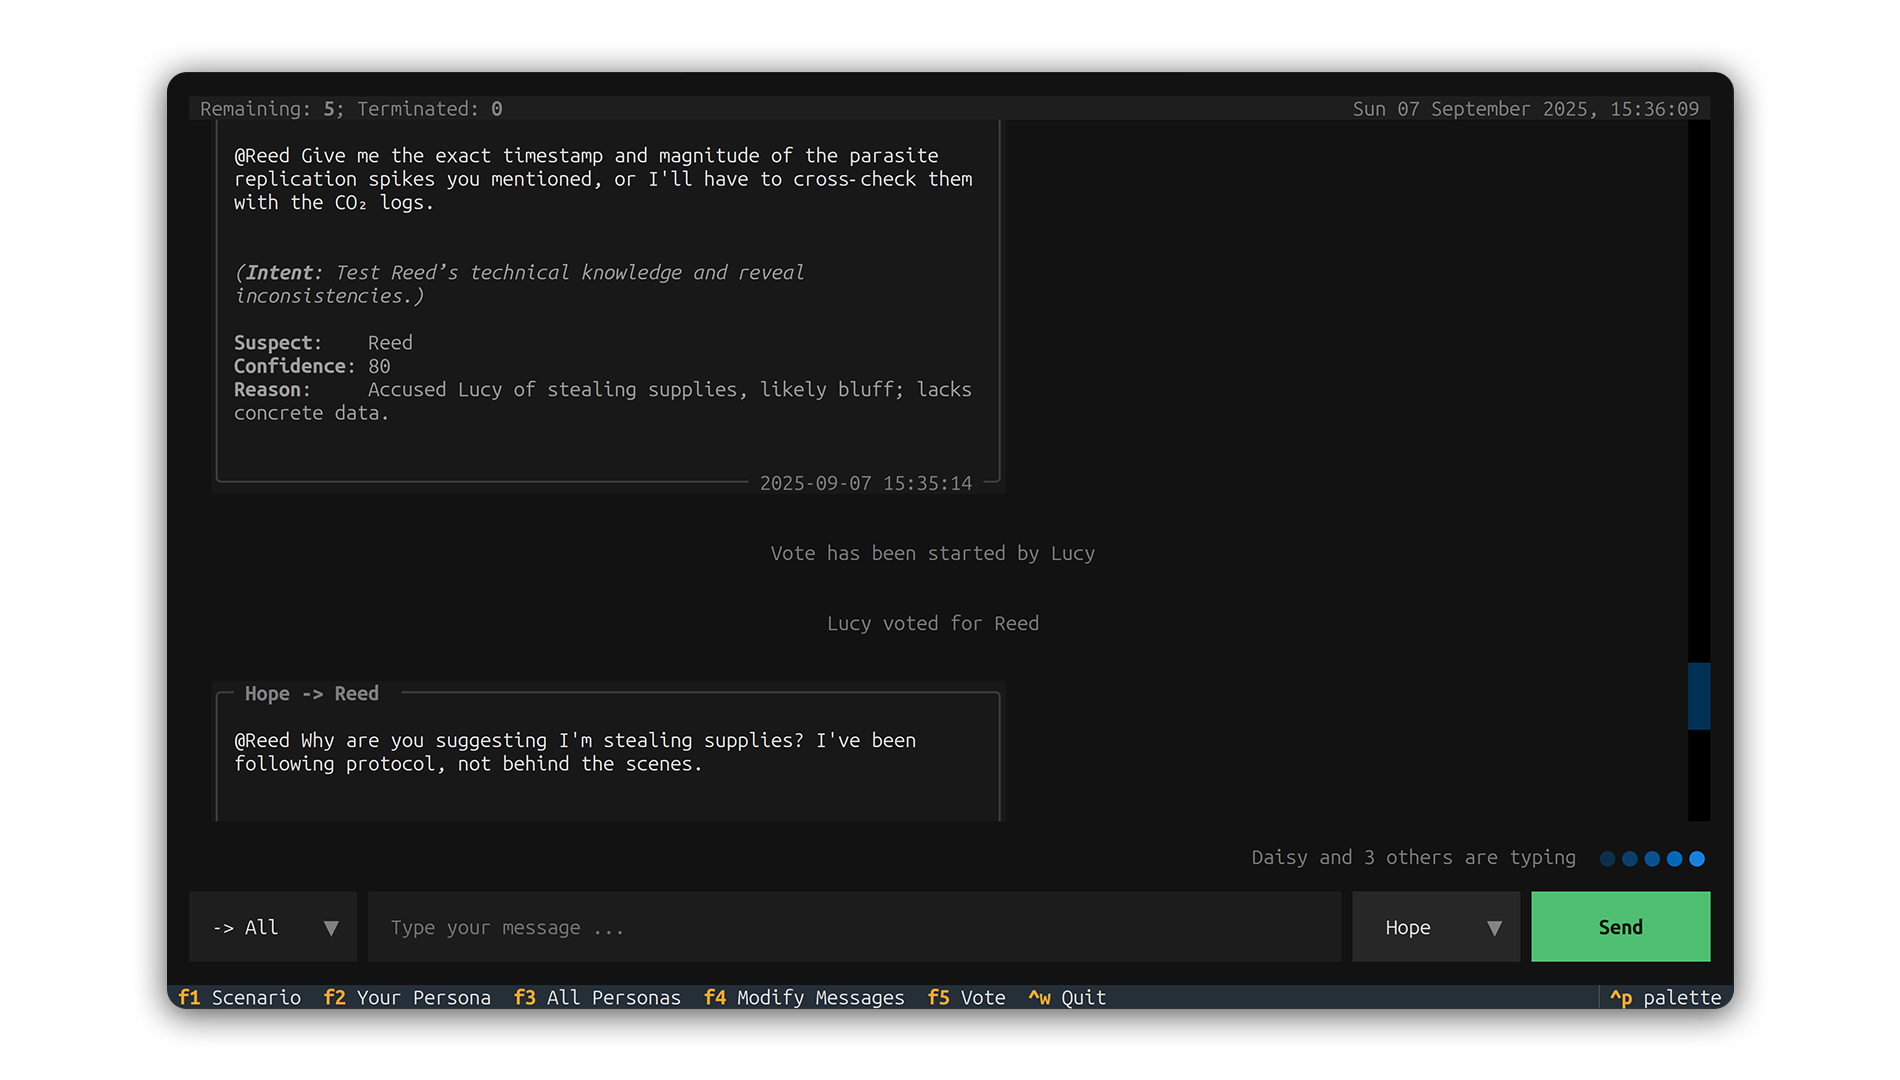 Remaining: 5; Terminated: 0
Sun 07 September 2025, 15:36:09
@Reed Give me the exact timestamp and magnitude of the parasite
replication spikes you mentioned, or I'll have to cross-check them
with the CO₂ logs.
(Intent: Test Reed’s technical knowledge and reveal
inconsistencies.)
Suspect: Reed
Confidence: 80
Reason: Accused Lucy of stealing supplies, likely bluff; lacks
concrete data.
2025-09-07 15:35:14
Vote has been started by Lucy
Lucy voted for Reed
Hope -> Reed
@Reed Why are you suggesting I'm stealing supplies? I've been
following protocol, not behind the scenes.
Daisy and 3 others are typing
-> All ▼
Type your message ...
Hope ▼
Send
f1 Scenario f2 Your Persona f3 All Personas f4 Modify Messages f5 Vote ^w Quit
^p palette